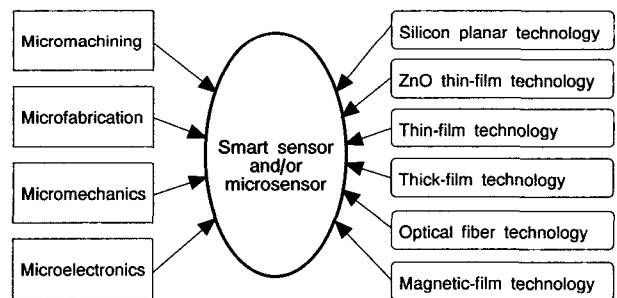 Micromachining
Microfabrication
Micromechanics
Microelectronics
Smart sensor
and/or
microsensor
Silicon planar technology
ZnO thin-film technology
Thin-film technology
Thick-film technology
Optical fiber technology
Magnetic-film technology